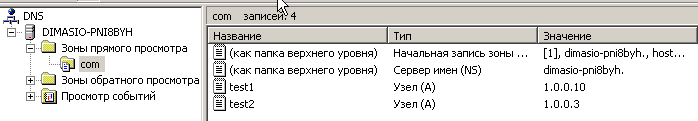 DNS
DIMASIO-PNI8BYH
Зоны прямого просмотра
com
Зоны обратного просмотра
Просмотр событий
com записей: 4
Название Тип Значение
(как папка верхнего уровня) Начальная запись зоны ... [1], dimasio-pni8byh., host...
(как папка верхнего уровня) Сервер имен (NS) dimasio-pni8byh.
test1 Узел (A) 1.0.0.10
test2 Узел (A) 1.0.0.3